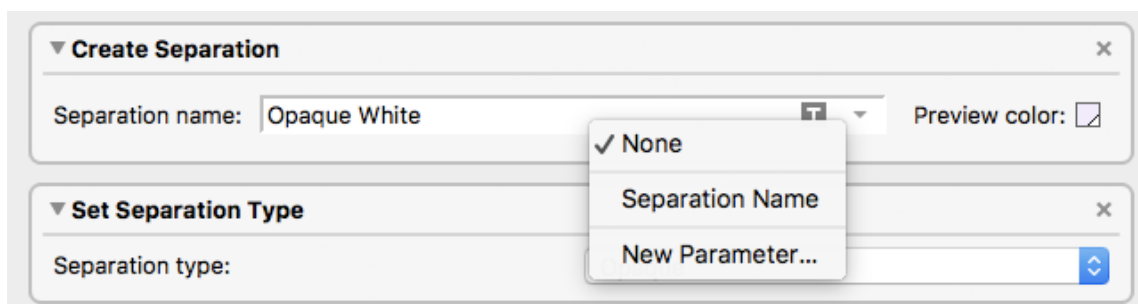 Create Separation
Separation name: Opaque White T Preview color:
None
Separation Name
Set Separation Type
New Parameter...
Separation type: